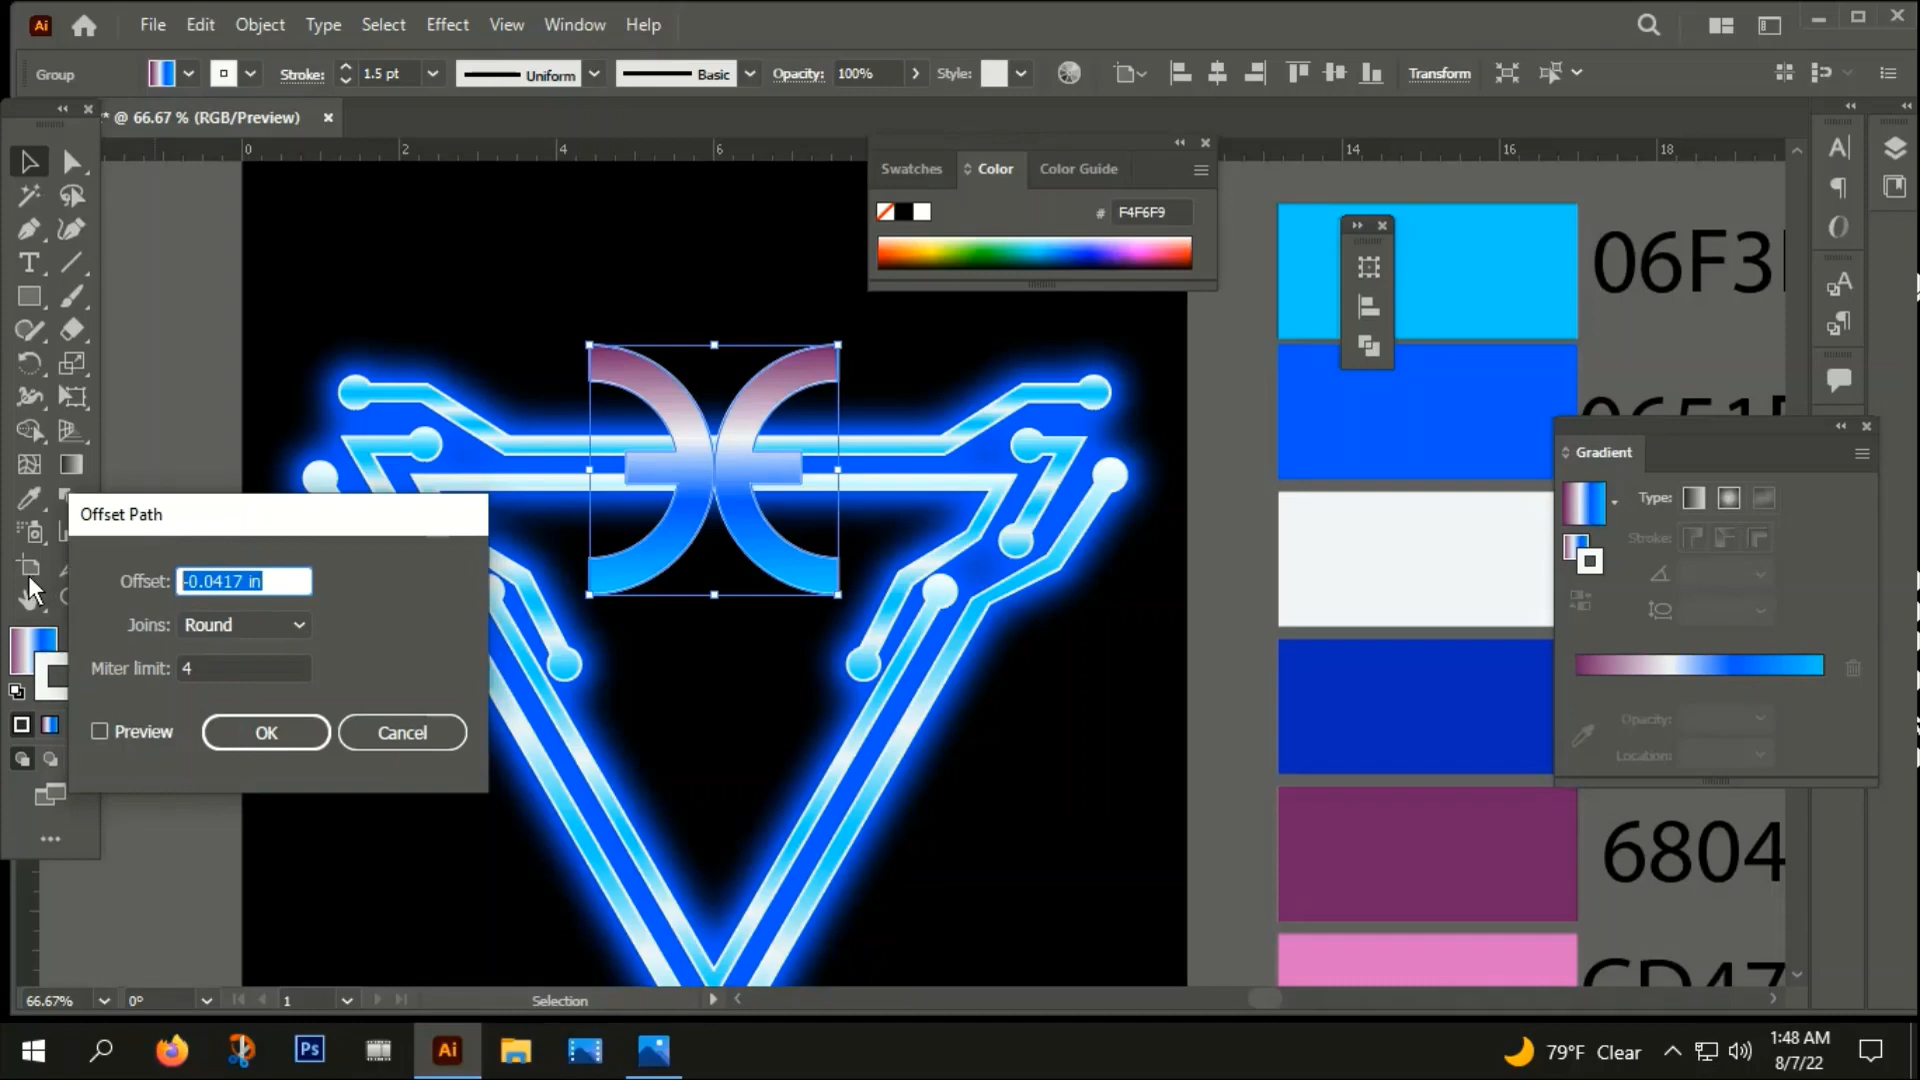 Ai File Edit Object Type Select Effect View Window Help
Group Stroke: 1.5 pt Uniform Basic Opacity: 100% Style: Transform
* @ 66.67 % (RGB/Preview)
0 2 4 6 14 16 18
Swatches Color Color Guide
# F4F6F9
06F3
Gradient
Type:
Stroke:
Opacity:
Location:
6804
CD47
Offset Path
Offset: -0.0417 in
Joins: Round
Miter limit: 4
Preview OK Cancel
66.67% 0° 1 Selection
Ps Ai 79°F Clear 1:48 AM
8/7/22